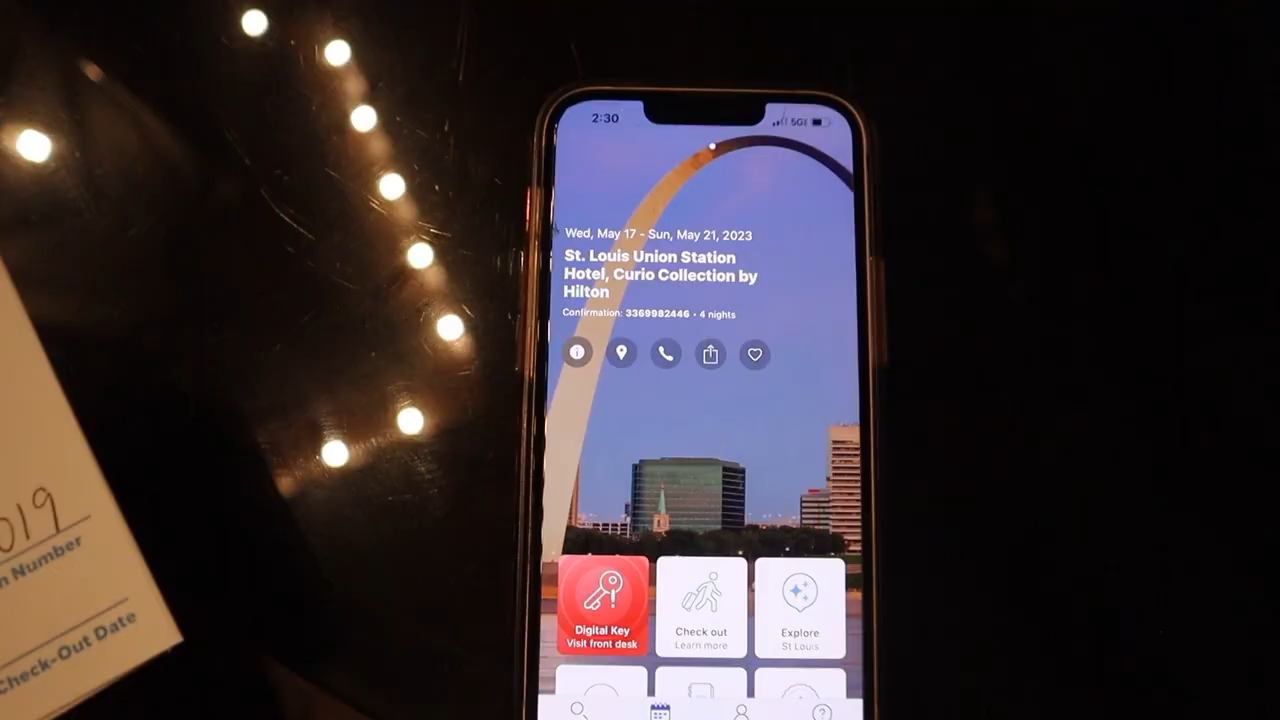 2:30
5G
Wed, May 17 - Sun, May 21, 2023
St. Louis Union Station
Hotel, Curio Collection by
Hilton
Confirmation: 3369982446 • 4 nights
Digital Key
Visit front desk
Check out
Learn more
Explore
St Louis
019
Number
Check-Out Date